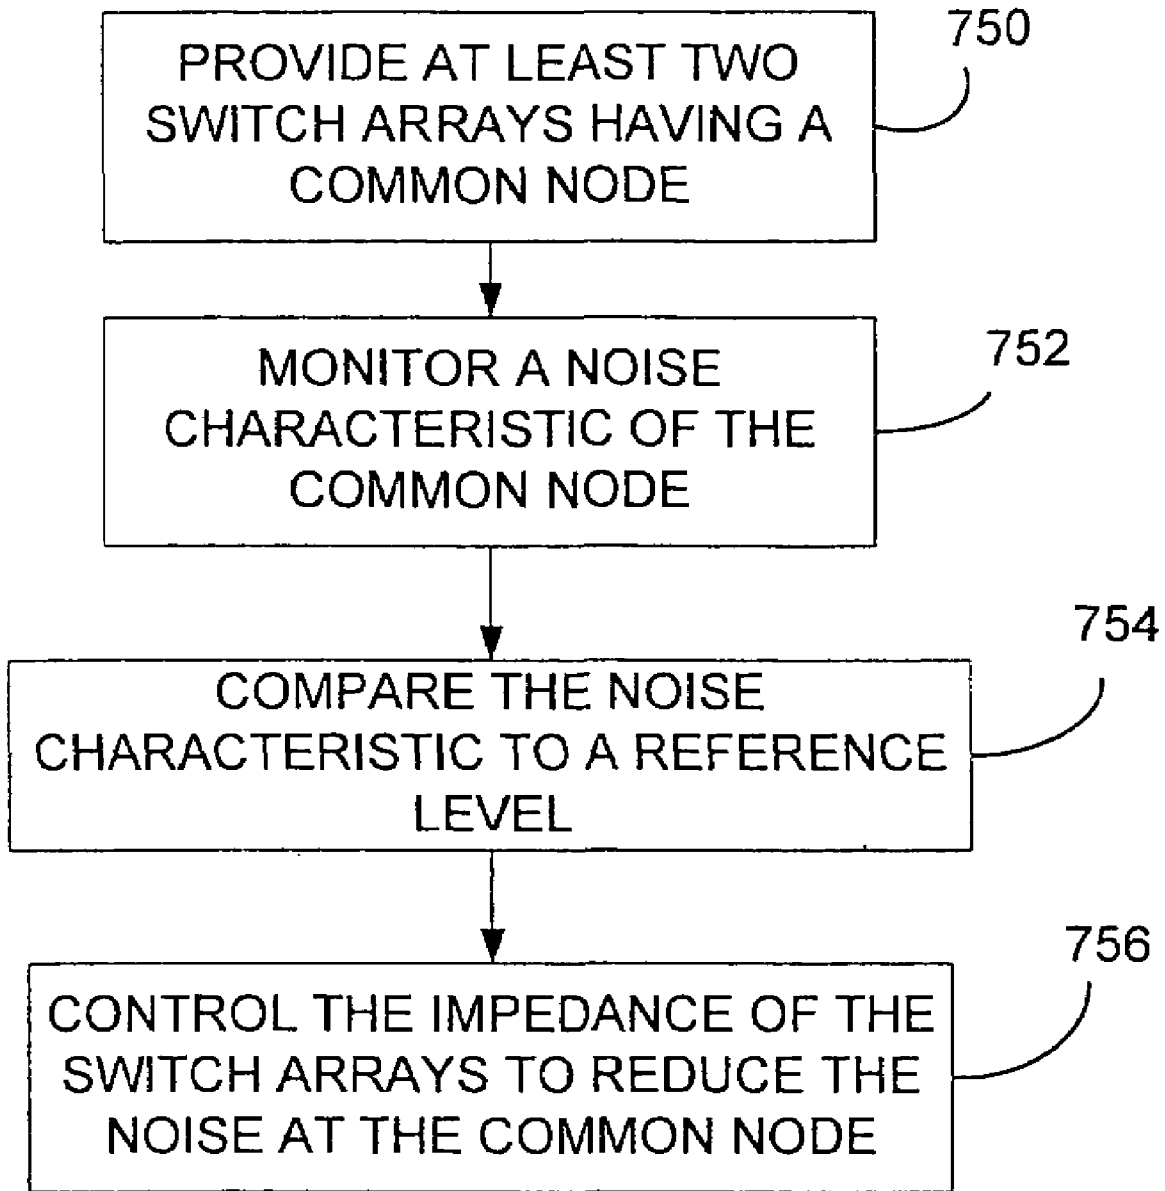 750
PROVIDE AT LEAST TWO
SWITCH ARRAYS HAVING A
COMMON NODE
752
MONITOR A NOISE
CHARACTERISTIC OF THE
COMMON NODE
754
COMPARE THE NOISE
CHARACTERISTIC TO A REFERENCE
LEVEL
756
CONTROL THE IMPEDANCE OF THE
SWITCH ARRAYS TO REDUCE THE
NOISE AT THE COMMON NODE